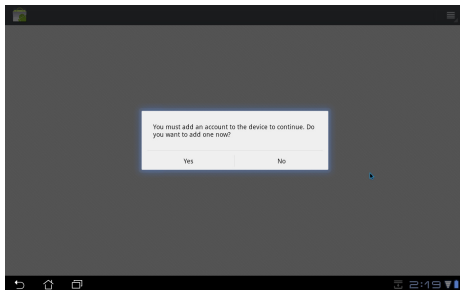 You must add an account to the device to continue. Do
you want to add one now?
Yes
No
2:19